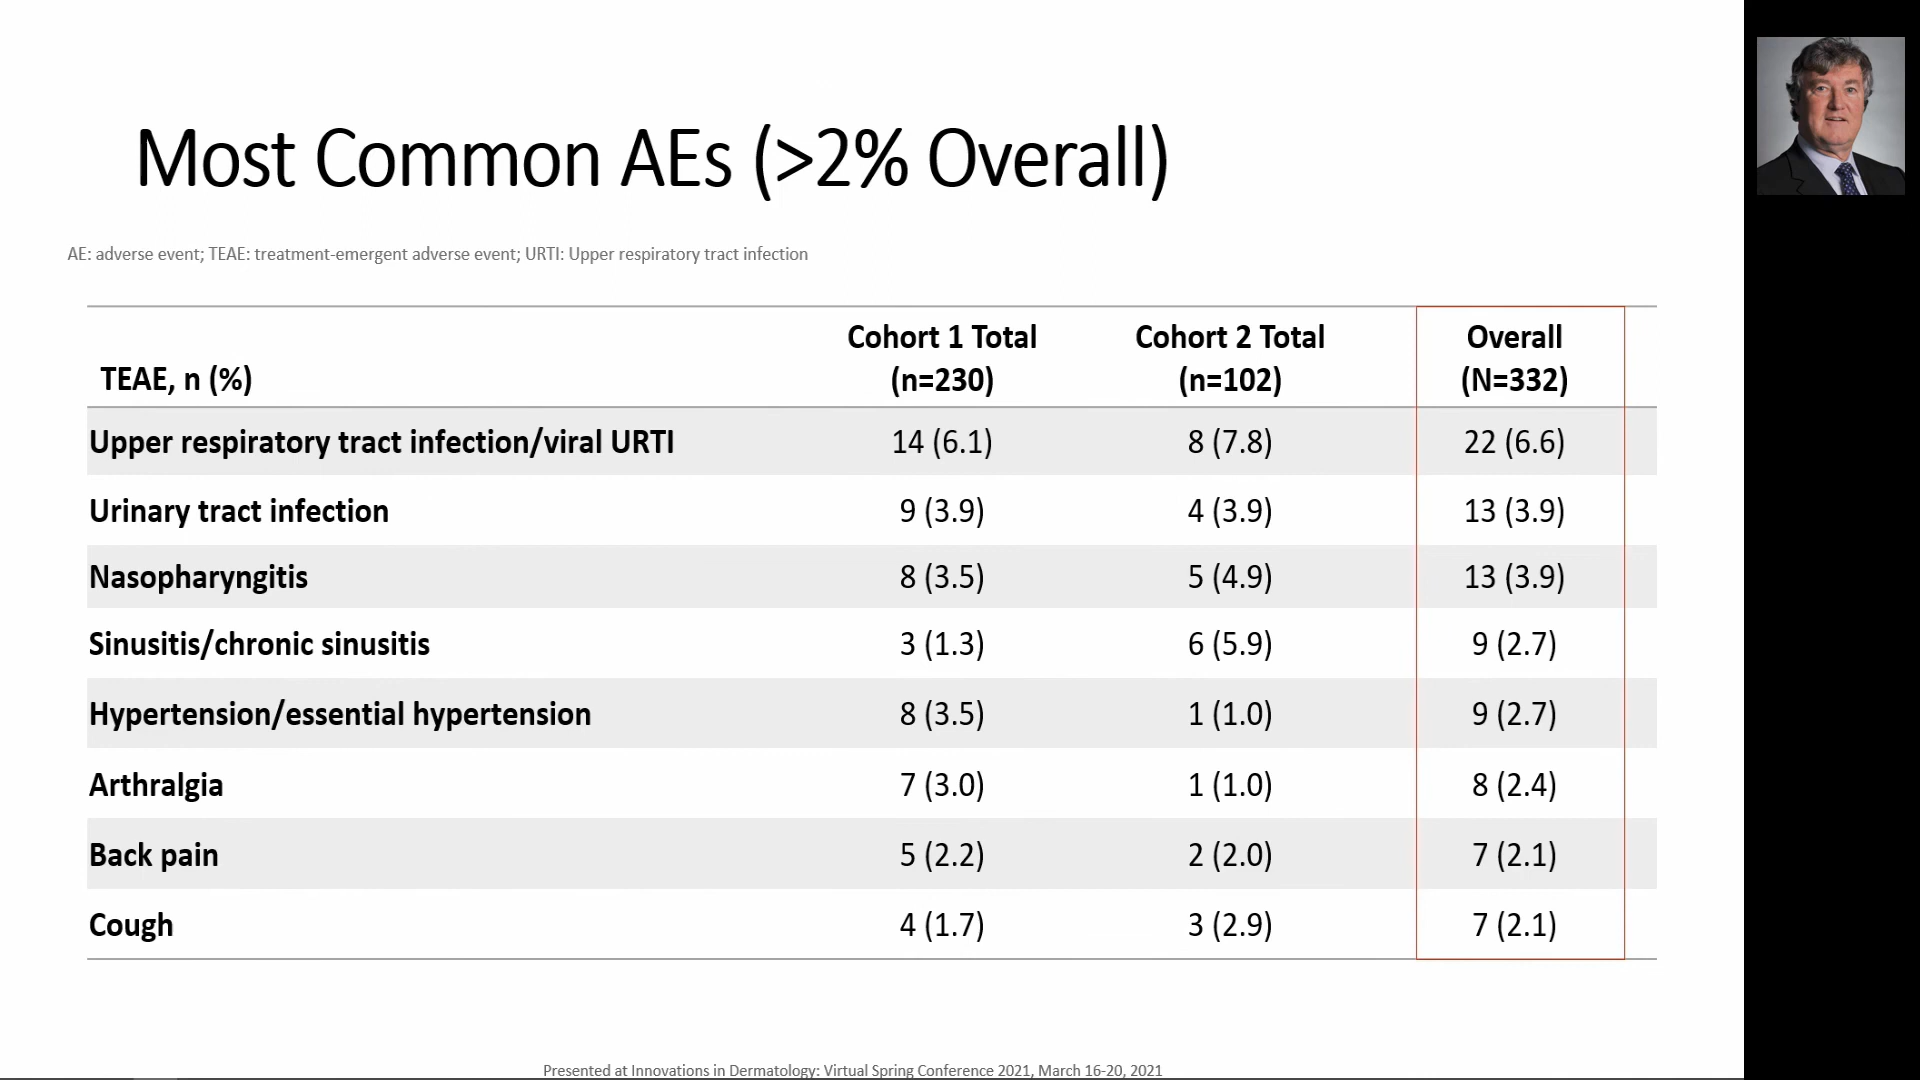 Most Common AEs (>2% Overall)
AE: adverse event; TEAE: treatment-emergent adverse event; URTI: Upper respiratory tract infection
TEAE, n (%) Cohort 1 Total (n=230) Cohort 2 Total (n=102) Overall (N=332)
Upper respiratory tract infection/viral URTI 14 (6.1) 8 (7.8) 22 (6.6)
Urinary tract infection 9 (3.9) 4 (3.9) 13 (3.9)
Nasopharyngitis 8 (3.5) 5 (4.9) 13 (3.9)
Sinusitis/chronic sinusitis 3 (1.3) 6 (5.9) 9 (2.7)
Hypertension/essential hypertension 8 (3.5) 1 (1.0) 9 (2.7)
Arthralgia 7 (3.0) 1 (1.0) 8 (2.4)
Back pain 5 (2.2) 2 (2.0) 7 (2.1)
Cough 4 (1.7) 3 (2.9) 7 (2.1)
Presented at Innovations in Dermatology: Virtual Spring Conference 2021, March 16-20, 2021